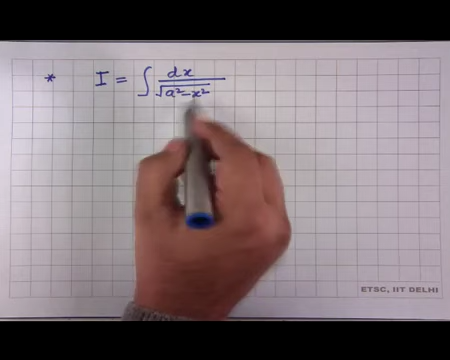 * I = ∫ dx / √(a² - x²)
ETSC, IIT DELHI